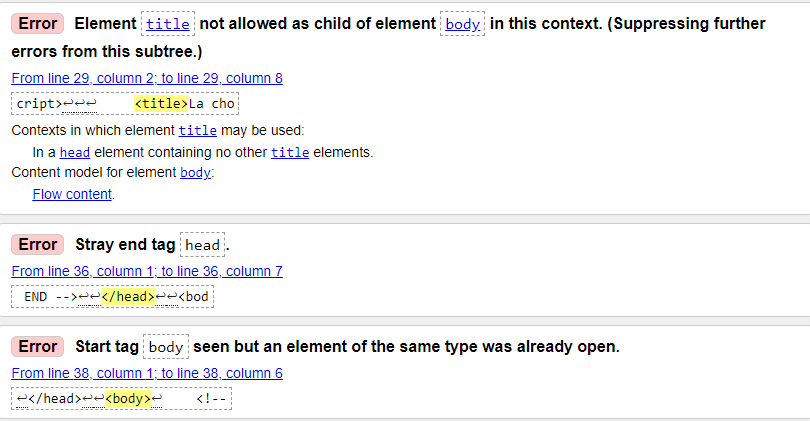 Error Element title not allowed as child of element body in this context. (Suppressing further
errors from this subtree.)
From line 29, column 2; to line 29, column 8
cript>↩↩↩ <title>La cho
Contexts in which element title may be used:
In a head element containing no other title elements.
Content model for element body:
Flow content.
Error Stray end tag head.
From line 36, column 1; to line 36, column 7
END -->↩↩</head>↩↩<bod
Error Start tag body seen but an element of the same type was already open.
From line 38, column 1; to line 38, column 6
↩</head>↩↩<body>↩ <!--